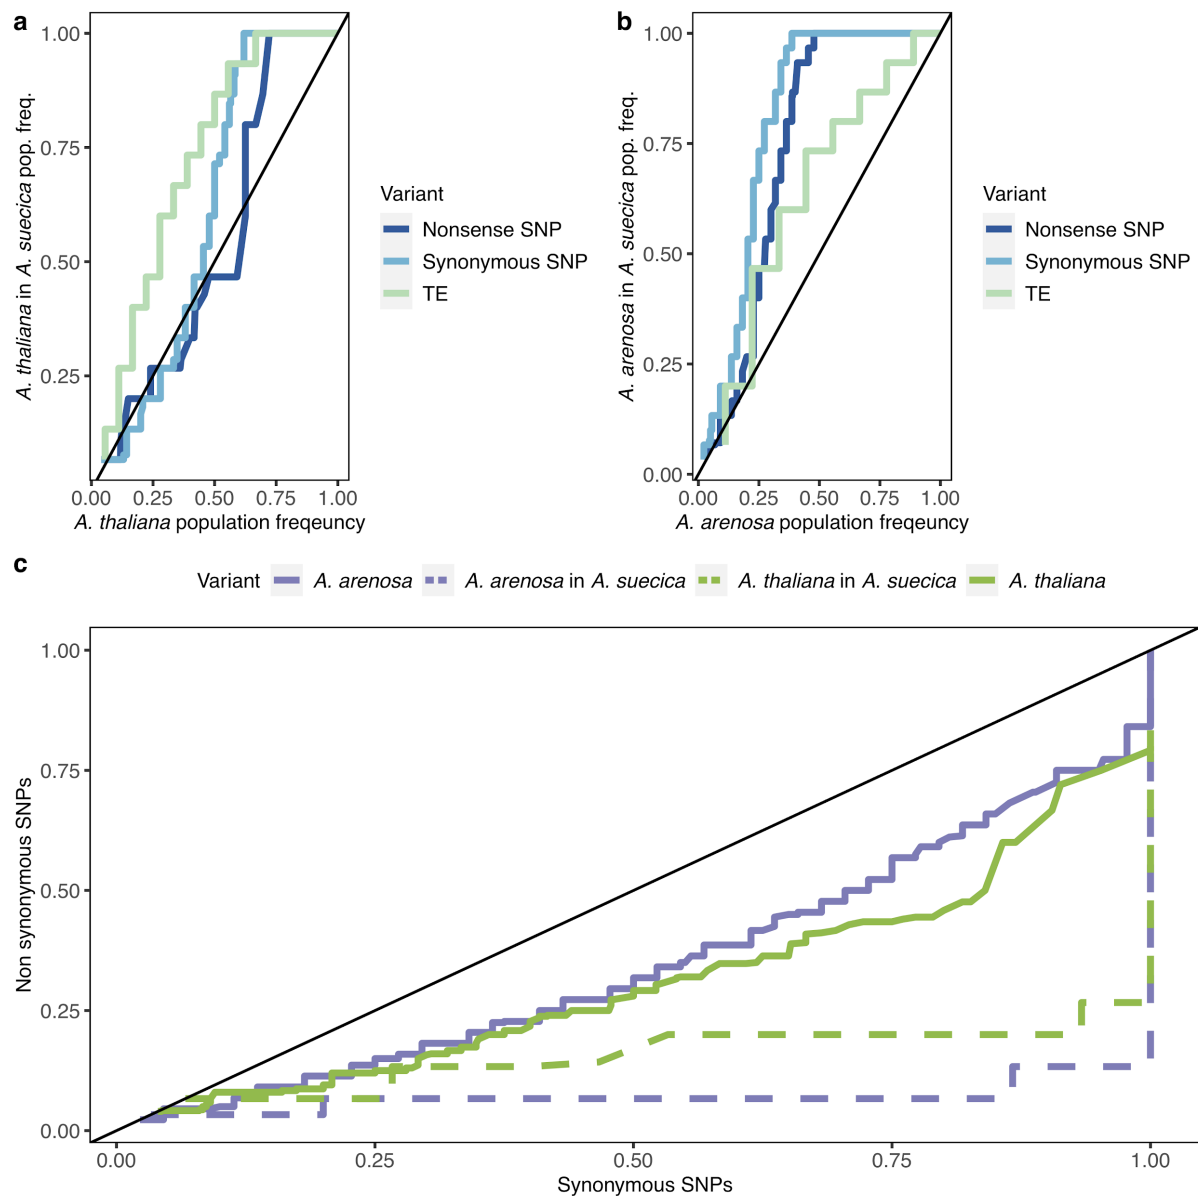 a
1.00
0.75
0.50
0.25
A. thaliana in A. suecica pop. freq.
0.00 0.25 0.50 0.75 1.00
A. thaliana population freqeuncy
Variant
Nonsense SNP
Synonymous SNP
TE
b
1.00
0.75
0.50
0.25
0.00
A. arenosa in A. suecica pop. freq.
0.00 0.25 0.50 0.75 1.00
A. arenosa population freqeuncy
Variant
Nonsense SNP
Synonymous SNP
TE
c
Variant A. arenosa A. arenosa in A. suecica A. thaliana in A. suecica A. thaliana
1.00
0.75
0.50
0.25
0.00
Non synonymous SNPs
0.00 0.25 0.50 0.75 1.00
Synonymous SNPs